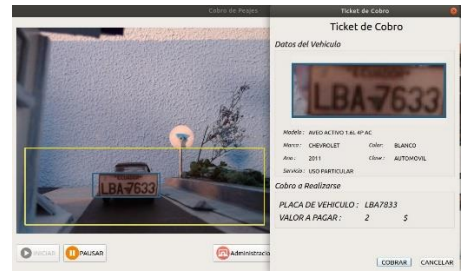 Cobro de Peajes
Ticket de Cobro
Ticket de Cobro
Datos del Vehiculo
ECUADOR
LBA-7633
Modelo : AVEO ACTIVO 1.6L 4P AC
Marca : CHEVROLET Color: BLANCO
Ano : 2011 Clase : AUTOMOVIL
Servicio : USO PARTICULAR
Cobro a Realizarse
PLACA DE VEHICULO : LBA7833
VALOR A PAGAR : 2 $
LBA-7633
INICIAR
PAUSAR
Administracio
COBRAR
CANCELAR